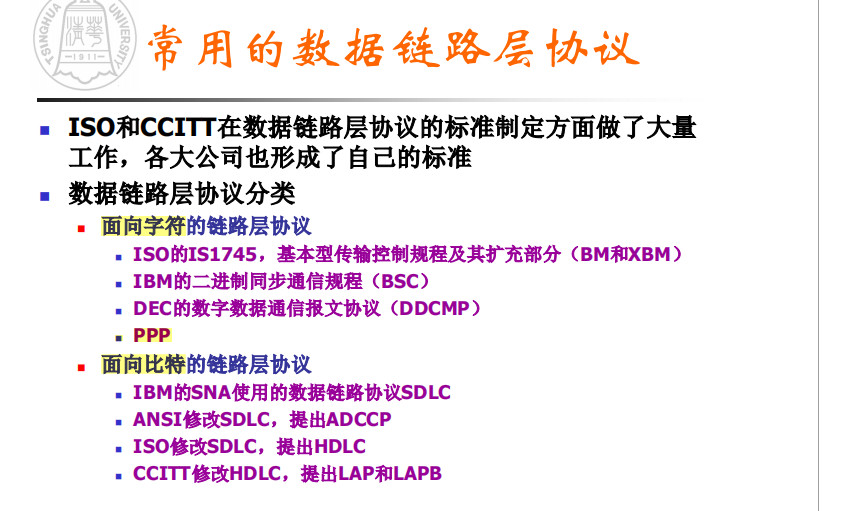 TSINGHUA UNIVERSITY
清華
-1911-
常用的数据链路层协议
ISO和CCITT在数据链路层协议的标准制定方面做了大量
工作，各大公司也形成了自己的标准
数据链路层协议分类
面向字符的链路层协议
ISO的IS1745，基本型传输控制规程及其扩充部分（BM和XBM）
IBM的二进制同步通信规程（BSC）
DEC的数字数据通信报文协议（DDCMP）
PPP
面向比特的链路层协议
IBM的SNA使用的数据链路协议SDLC
ANSI修改SDLC，提出ADCCP
ISO修改SDLC，提出HDLC
CCITT修改HDLC，提出LAP和LAPB